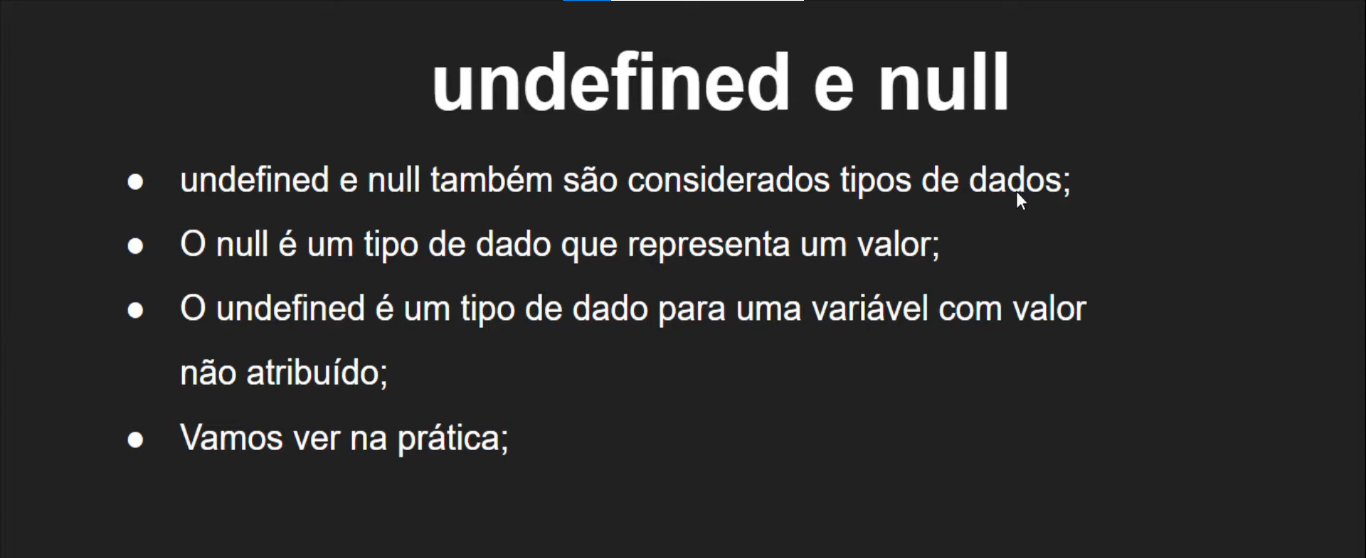 undefined e null
● undefined e null também são considerados tipos de dados;
● O null é um tipo de dado que representa um valor;
● O undefined é um tipo de dado para uma variável com valor
não atribuído;
● Vamos ver na prática;